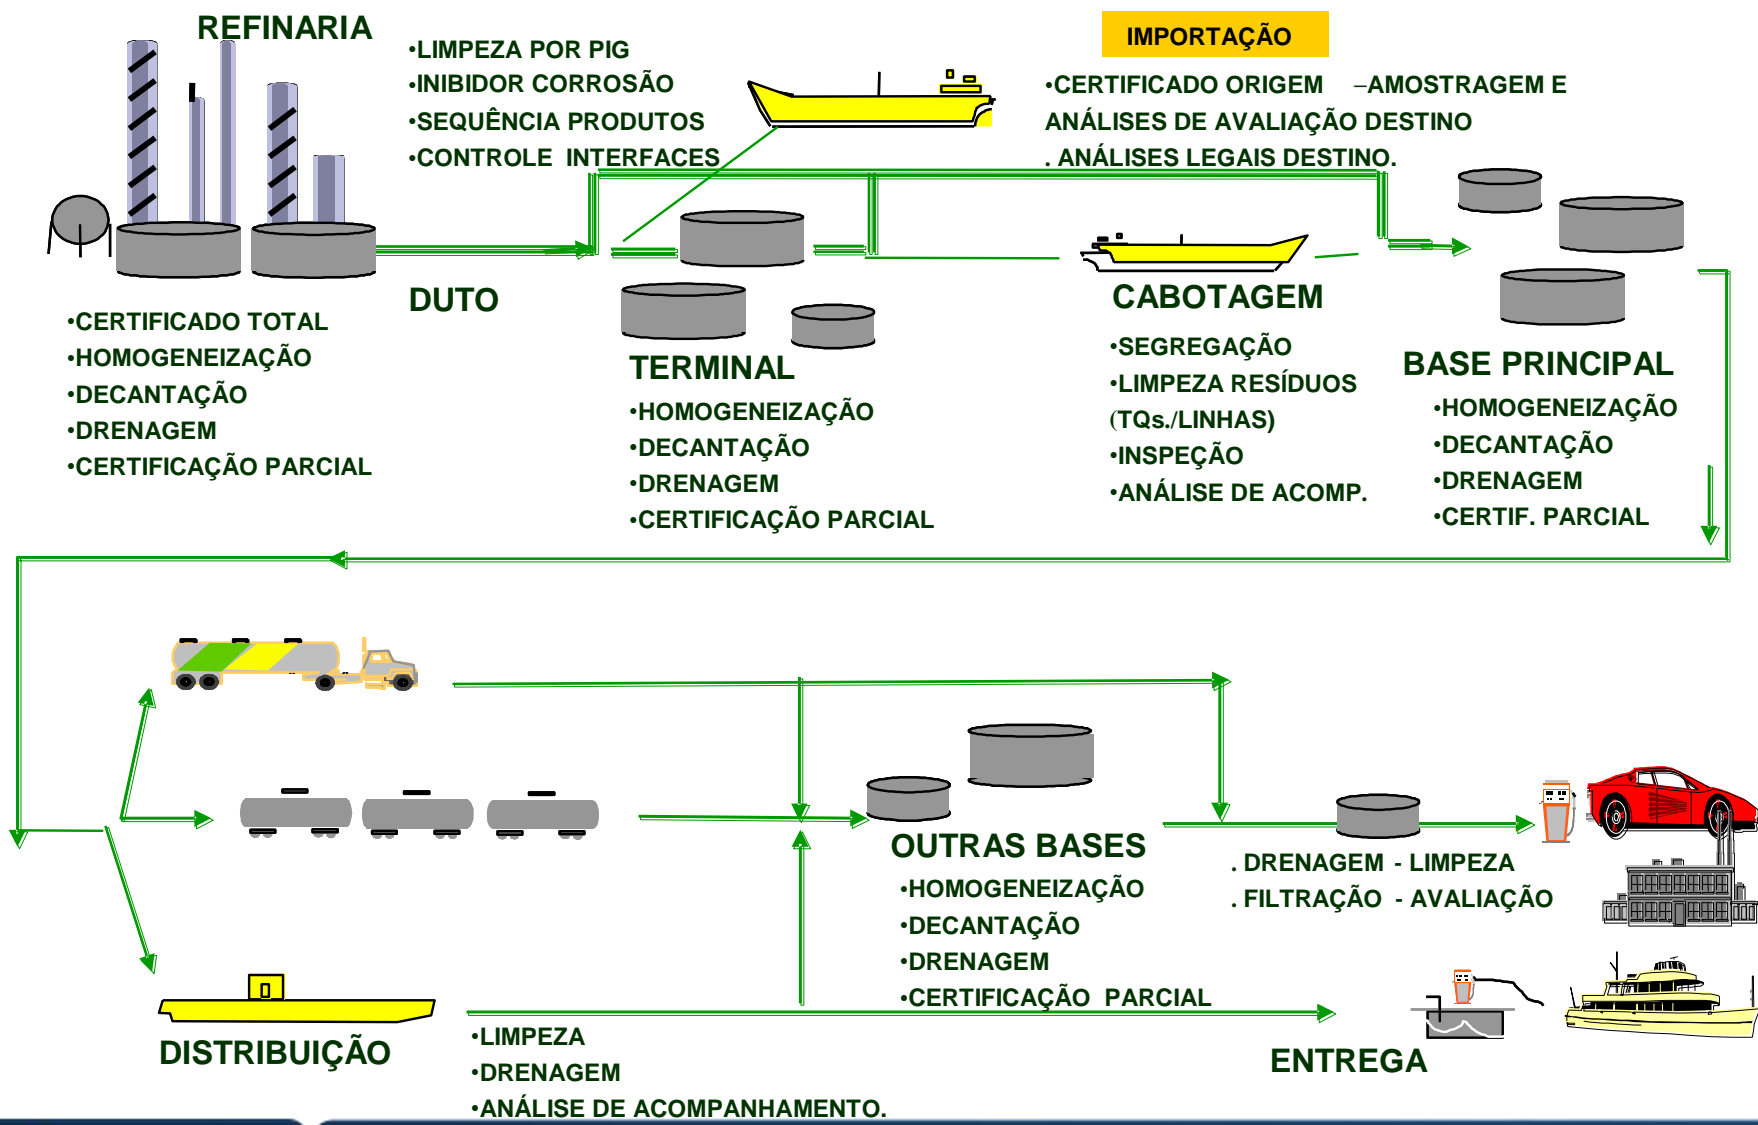 REFINARIA
•LIMPEZA POR PIG
•INIBIDOR CORROSÃO
•SEQUÊNCIA PRODUTOS
•CONTROLE INTERFACES
IMPORTAÇÃO
•CERTIFICADO ORIGEM –AMOSTRAGEM E
ANÁLISES DE AVALIAÇÃO DESTINO
. ANÁLISES LEGAIS DESTINO.
DUTO
•CERTIFICADO TOTAL
•HOMOGENEIZAÇÃO
•DECANTAÇÃO
•DRENAGEM
•CERTIFICAÇÃO PARCIAL
TERMINAL
•HOMOGENEIZAÇÃO
•DECANTAÇÃO
•DRENAGEM
•CERTIFICAÇÃO PARCIAL
CABOTAGEM
•SEGREGAÇÃO
•LIMPEZA RESÍDUOS
(TQs./LINHAS)
•INSPEÇÃO
•ANÁLISE DE ACOMP.
BASE PRINCIPAL
•HOMOGENEIZAÇÃO
•DECANTAÇÃO
•DRENAGEM
•CERTIF. PARCIAL
OUTRAS BASES
•HOMOGENEIZAÇÃO
•DECANTAÇÃO
•DRENAGEM
•CERTIFICAÇÃO PARCIAL
. DRENAGEM - LIMPEZA
. FILTRAÇÃO - AVALIAÇÃO
DISTRIBUIÇÃO
•LIMPEZA
•DRENAGEM
•ANÁLISE DE ACOMPANHAMENTO.
ENTREGA